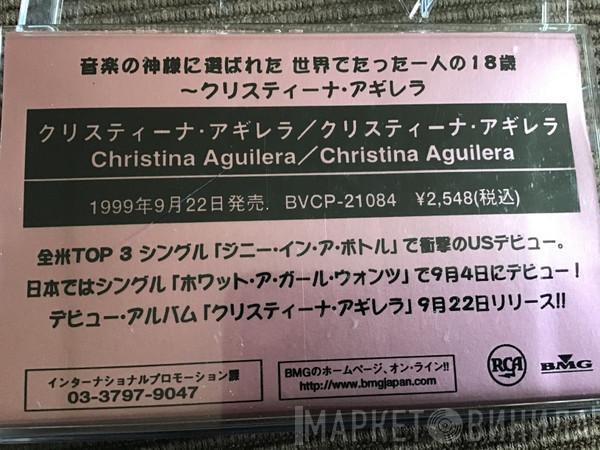 音楽の神様に選ばれた 世界でたった一人の18歳
～クリスティーナ・アギレラ
クリスティーナ・アギレラ／クリスティーナ・アギレラ
Christina Aguilera／Christina Aguilera
1999年9月22日発売. BVCP-21084 ¥2,548(税込)
全米TOP 3 シングル「ジニー・イン・ア・ボトル」で衝撃のUSデビュー。
日本ではシングル「ホワット・ア・ガール・ウォンツ」で9月4日にデビュー！
デビュー・アルバム「クリスティーナ・アギレラ」9月22日リリース!!
インターナショナルプロモーション課
03-3797-9047
BMGのホームページ、オン・ライン!!
http://www.bmgjapan.com
RCA
BMG
МАРКЕТ ВИНИЛА